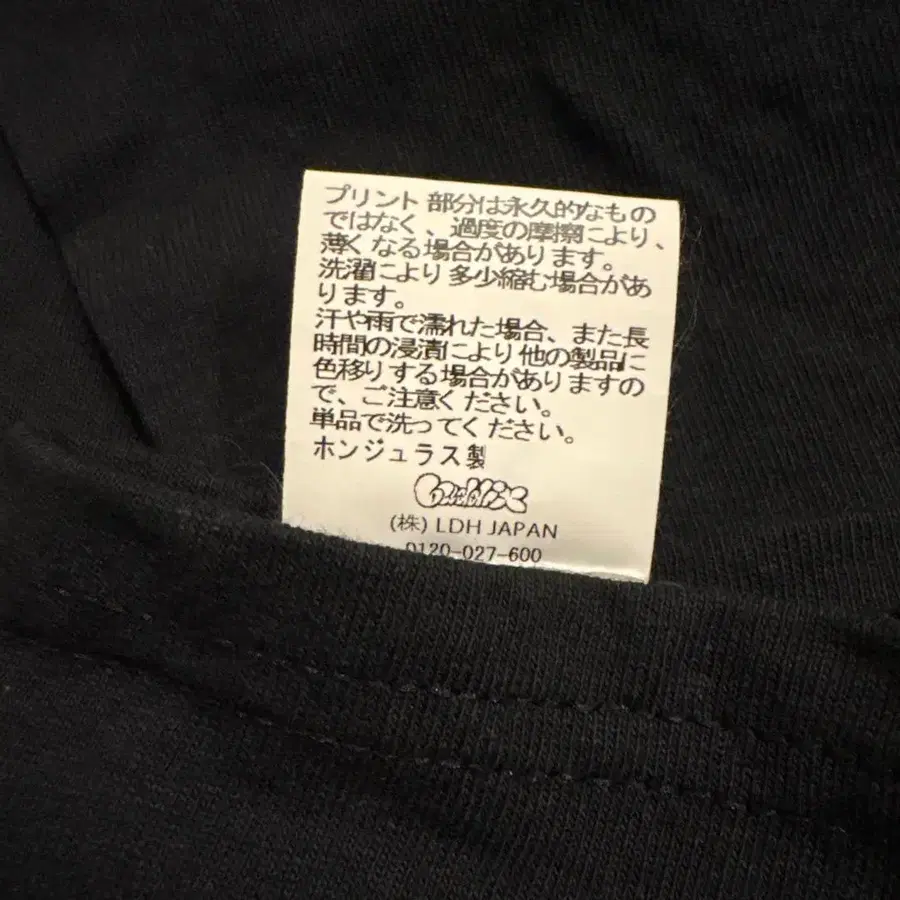 プリント部分は永久的なもの
ではなく、過度の摩擦により、
薄くなる場合があります。
洗濯により多少縮む場合があ
ります。
汗や雨で濡れた場合、また長
時間の浸漬により他の製品に
色移りする場合がありますの
で、ご注意ください。
単品で洗ってください。
ホンジュラス製
(株) LDH JAPAN
0120-027-600